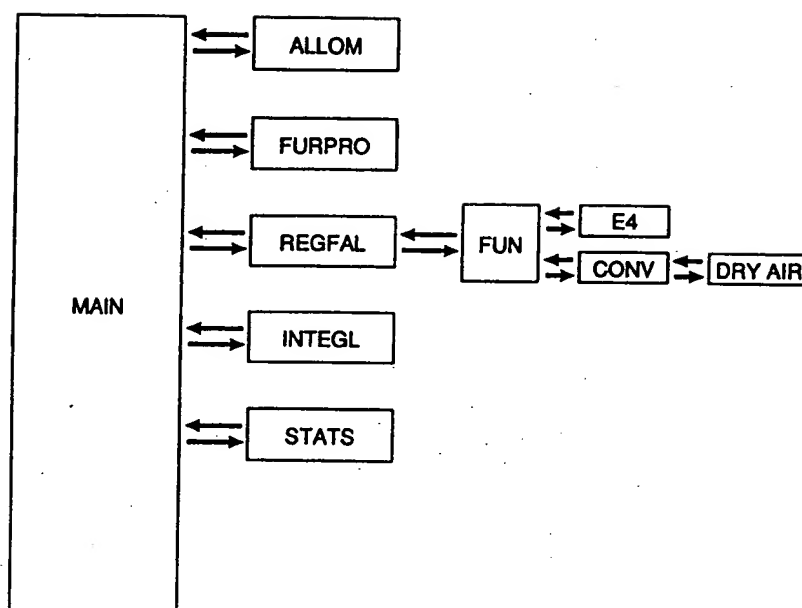 ALLOM
FURPRO
REGFAL
FUN
E4
CONV
DRY AIR
MAIN
INTEGL
STATS